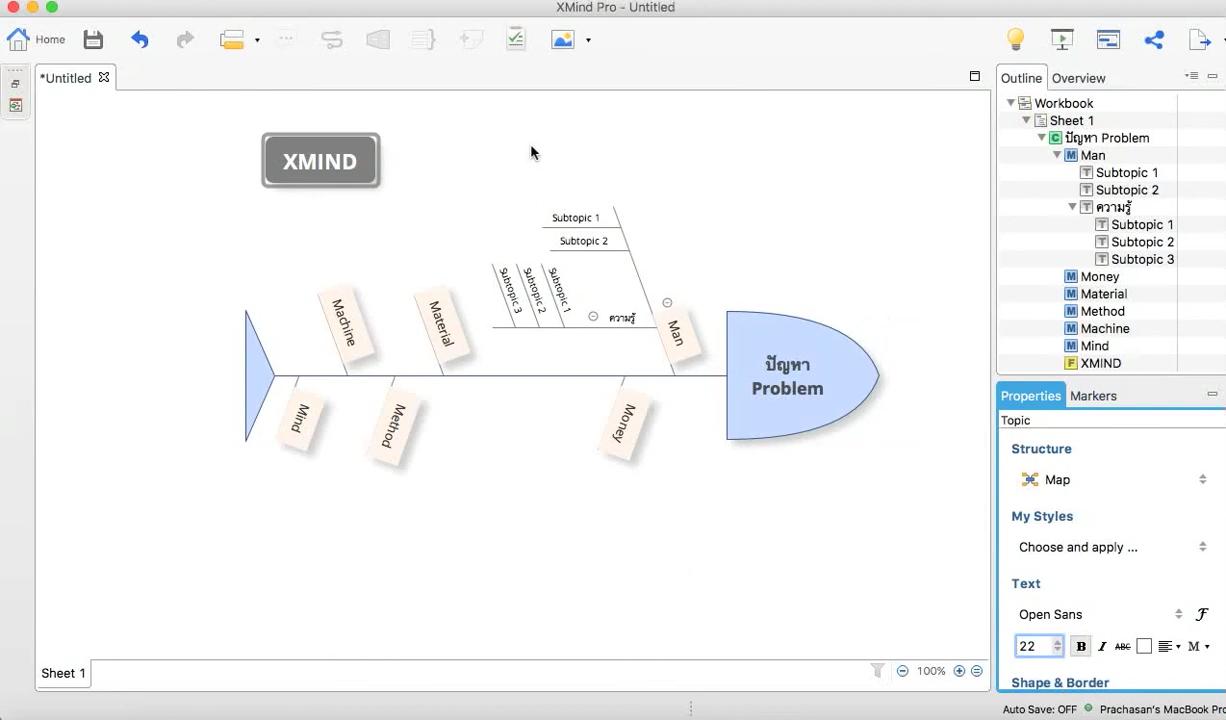 XMind Pro - Untitled
Home
*Untitled
XMIND
Subtopic 1
Subtopic 2
Subtopic 3
Subtopic 2
Subtopic 1
ความรู้
Machine
Material
Man
ปัญหา
Problem
Mind
Method
Money
Sheet 1
100%
Outline
Overview
Workbook
Sheet 1
ปัญหา Problem
Man
Subtopic 1
Subtopic 2
ความรู้
Subtopic 1
Subtopic 2
Subtopic 3
Money
Material
Method
Machine
Mind
XMIND
Properties
Markers
Topic
Structure
Map
My Styles
Choose and apply ...
Text
Open Sans
22
B I ABC M
Shape & Border
Auto Save: OFF
Prachasan's MacBook Pro